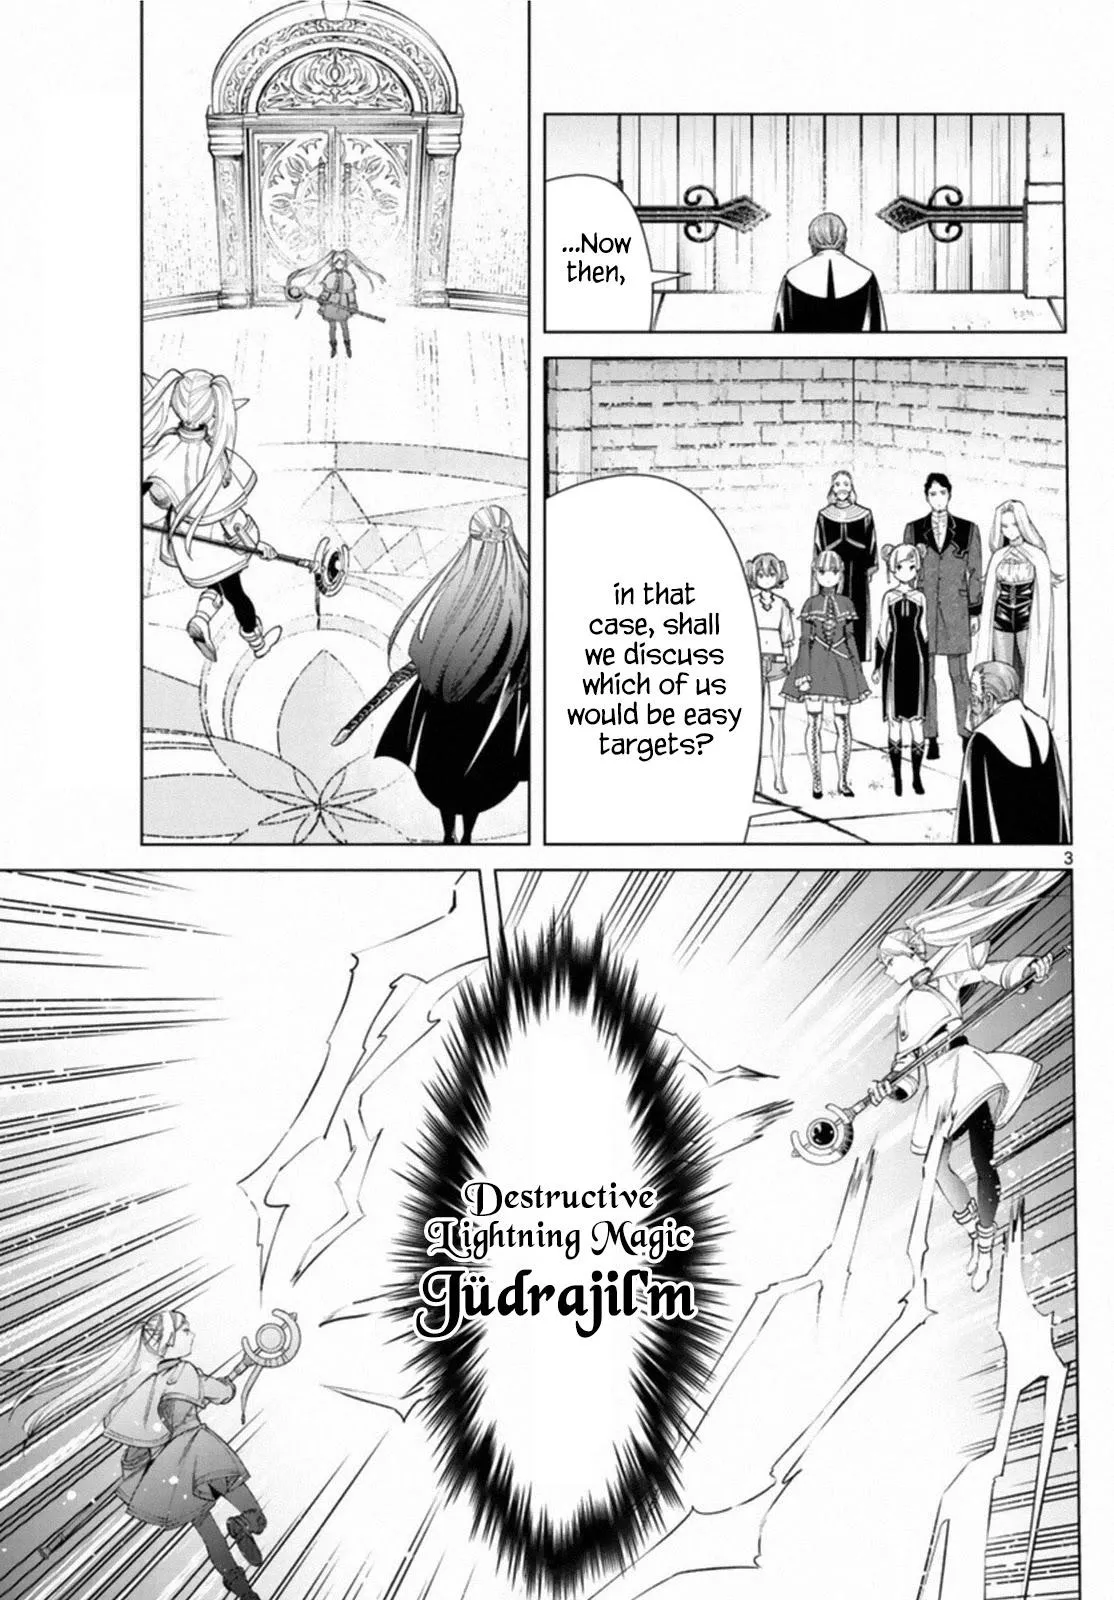 ...Now
then,
in that
case, shall
we discuss
which of us
would be easy
targets?
3
Destructive
Lightning Magic
Jüdrajil'm